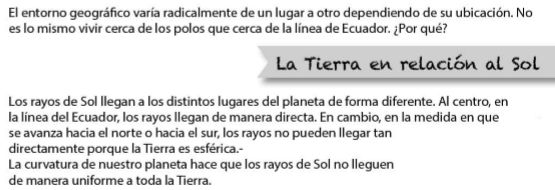 El entorno geográfico varía radicalmente de un lugar a otro dependiendo de su ubicación. No
es lo mismo vivir cerca de los polos que cerca de la línea de Ecuador. ¿Por qué?
La Tierra en relación al Sol
Los rayos de Sol llegan a los distintos lugares del planeta de forma diferente. Al centro, en
la línea del Ecuador, los rayos llegan de manera directa. En cambio, en la medida en que
se avanza hacia el norte o hacia el sur, los rayos no pueden llegar tan
directamente porque la Tierra es esférica.-
La curvatura de nuestro planeta hace que los rayos de Sol no lleguen
de manera uniforme a toda la Tierra.